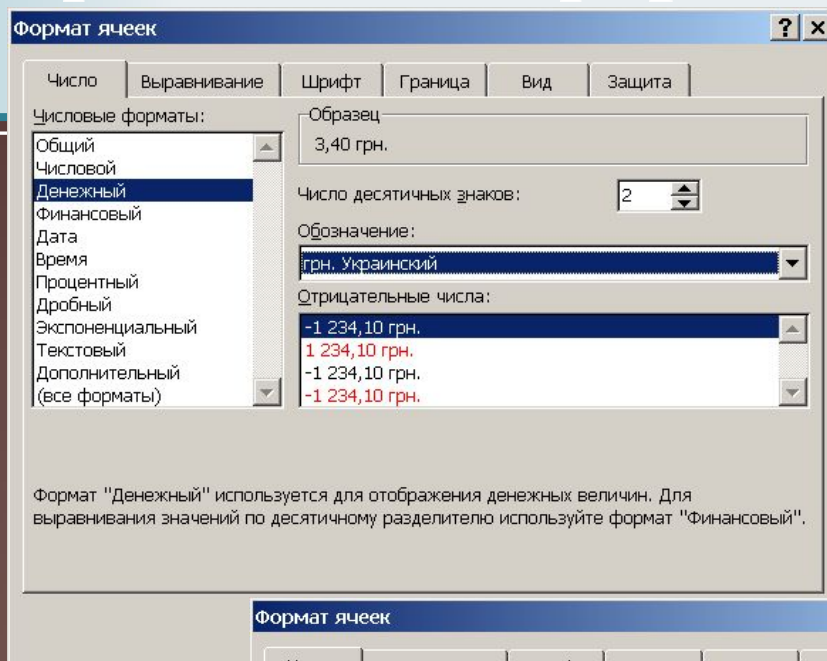 Формат ячеек
Число Выравнивание Шрифт Граница Вид Защита
Числовые форматы:
Общий
Числовой
Денежный
Финансовый
Дата
Время
Процентный
Дробный
Экспоненциальный
Текстовый
Дополнительный
(все форматы)
Образец
3,40 грн.
Число десятичных знаков: 2
Обозначение:
грн. Украинский
Отрицательные числа:
-1 234,10 грн.
1 234,10 грн.
-1 234,10 грн.
-1 234,10 грн.
Формат "Денежный" используется для отображения денежных величин. Для
выравнивания значений по десятичному разделителю используйте формат "Финансовый".
Формат ячеек